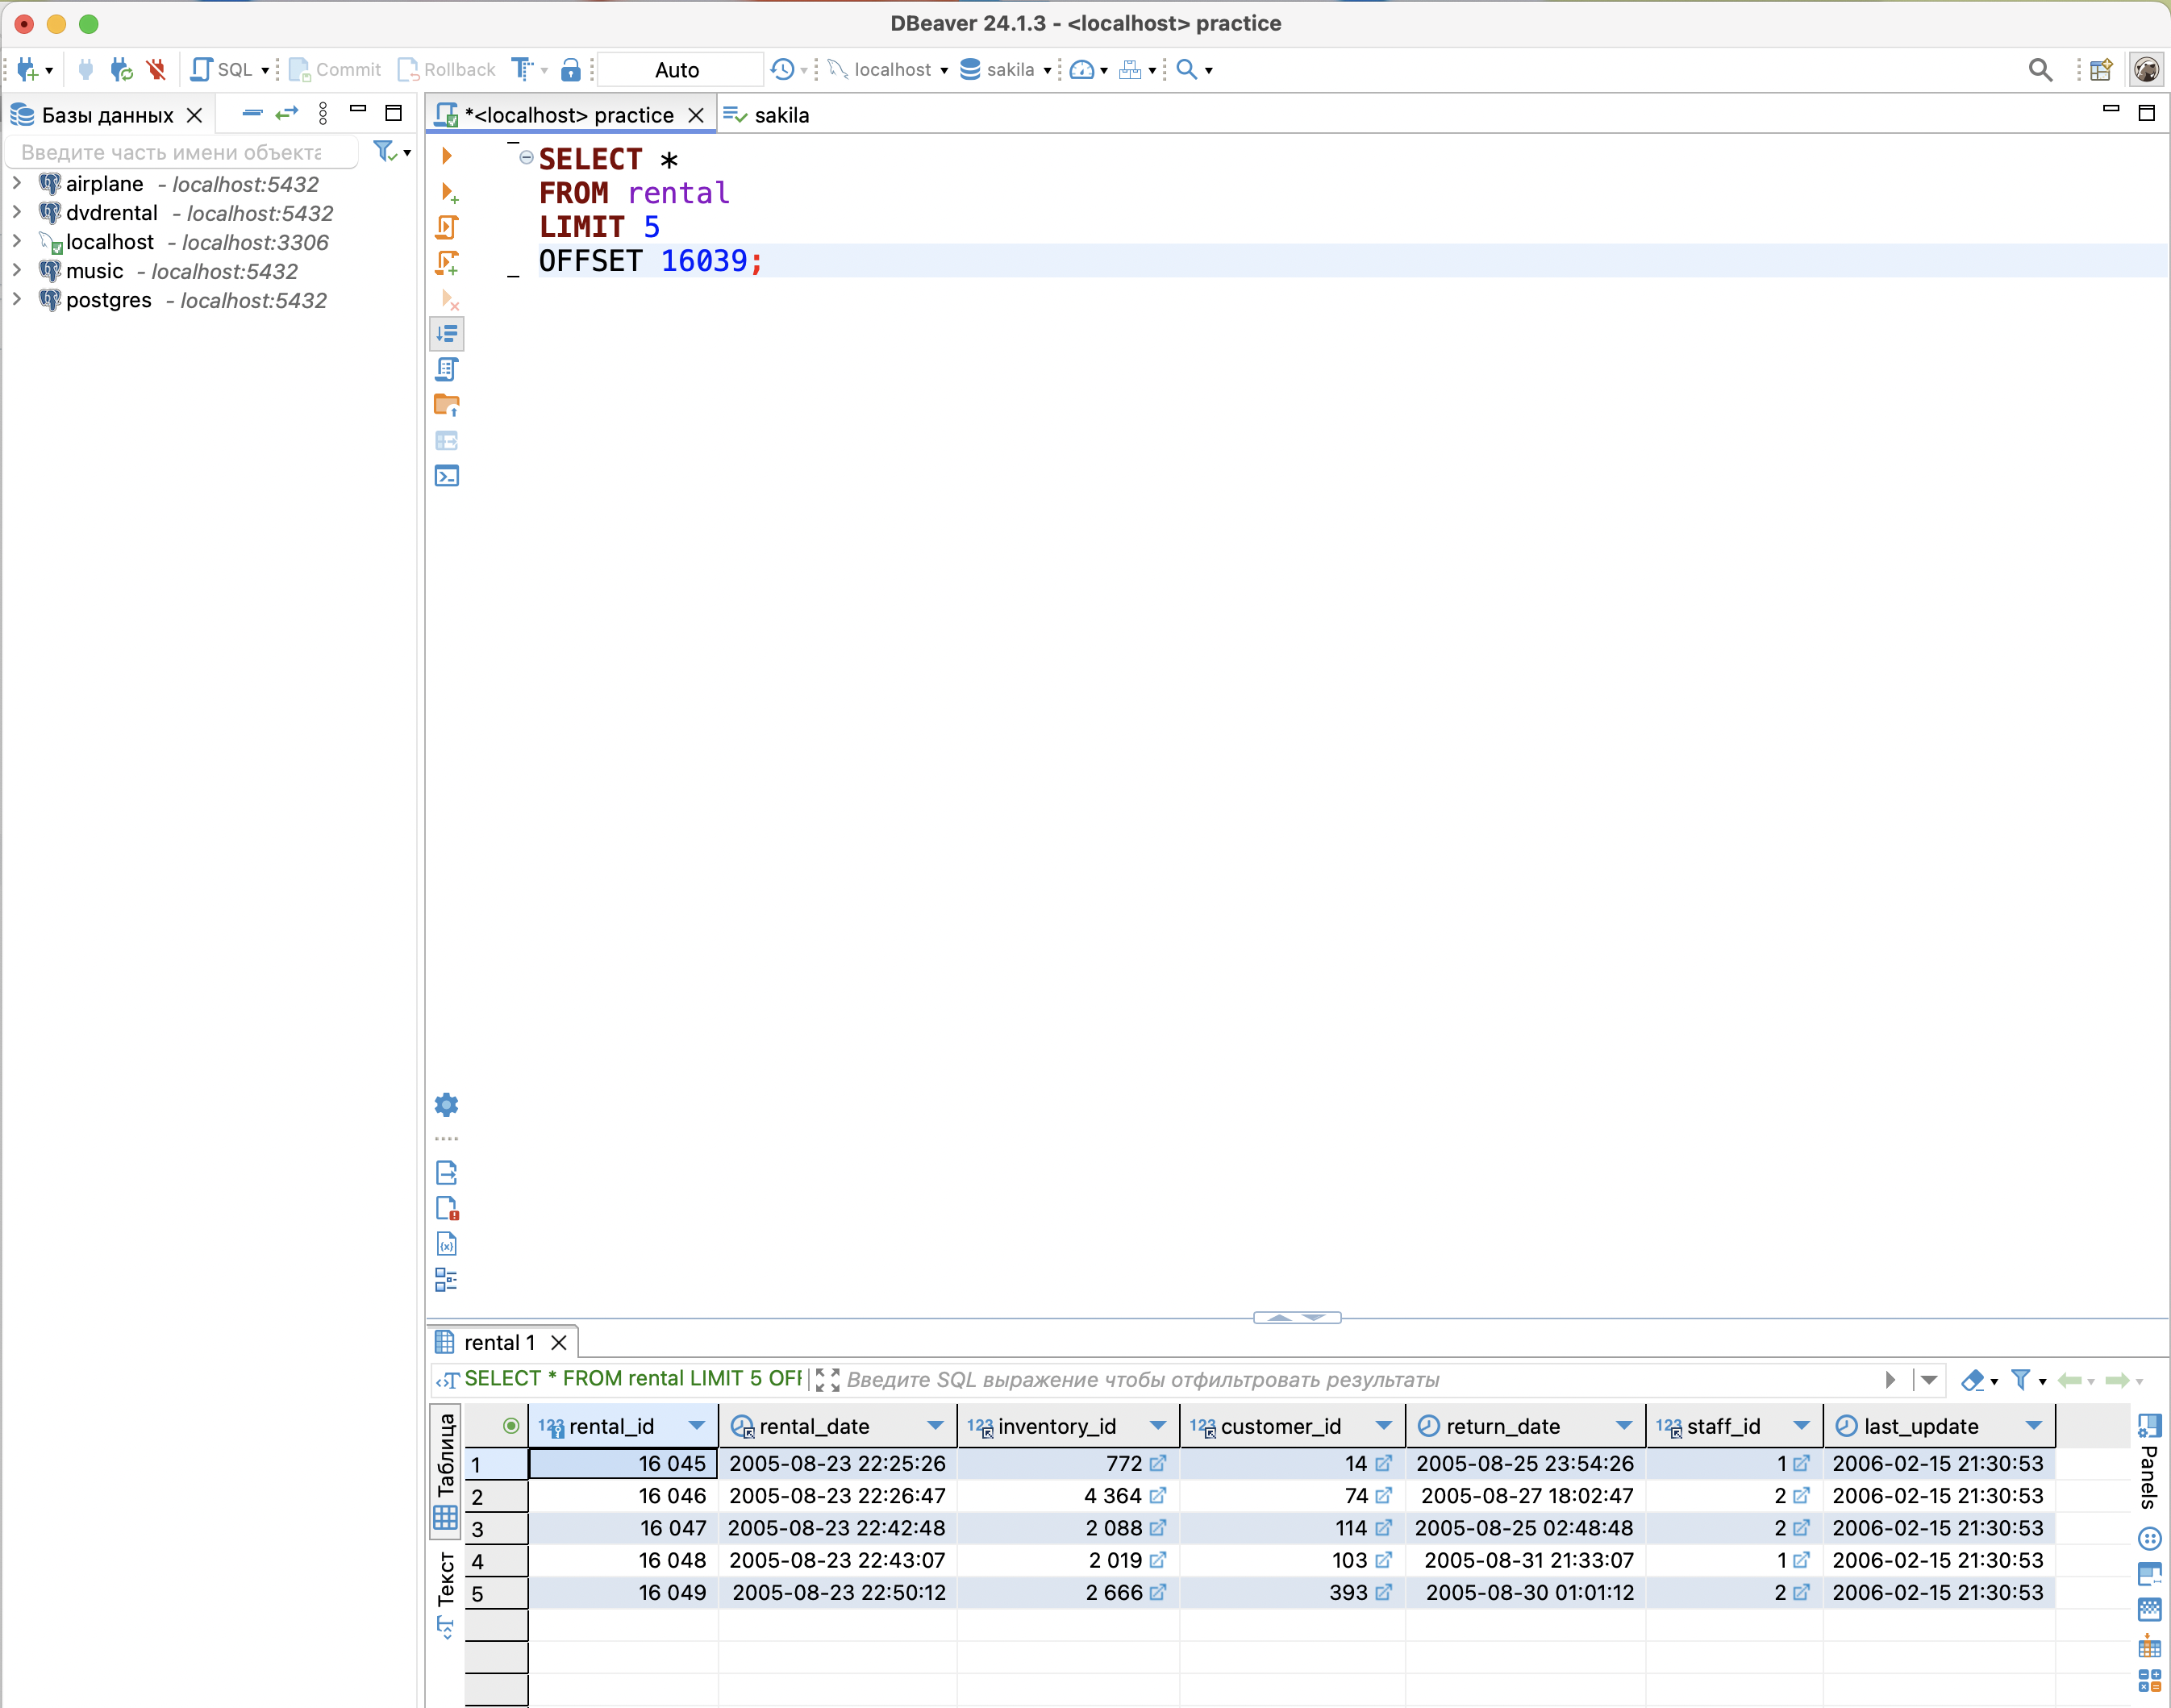 DBeaver 24.1.3 - <localhost> practice
SQL Commit Rollback Auto localhost sakila
Базы данных
*<localhost> practice sakila
Введите часть имени объекта
airplane - localhost:5432
dvdrental - localhost:5432
localhost - localhost:3306
music - localhost:5432
postgres - localhost:5432
SELECT *
FROM rental
LIMIT 5
OFFSET 16039;
rental 1
SELECT * FROM rental LIMIT 5 OFF Введите SQL выражение чтобы отфильтровать результаты
Таблица
Текст
Panels
rental_id rental_date inventory_id customer_id return_date staff_id last_update
1 16 045 2005-08-23 22:25:26 772 14 2005-08-25 23:54:26 1 2006-02-15 21:30:53
2 16 046 2005-08-23 22:26:47 4 364 74 2005-08-27 18:02:47 2 2006-02-15 21:30:53
3 16 047 2005-08-23 22:42:48 2 088 114 2005-08-25 02:48:48 2 2006-02-15 21:30:53
4 16 048 2005-08-23 22:43:07 2 019 103 2005-08-31 21:33:07 1 2006-02-15 21:30:53
5 16 049 2005-08-23 22:50:12 2 666 393 2005-08-30 01:01:12 2 2006-02-15 21:30:53